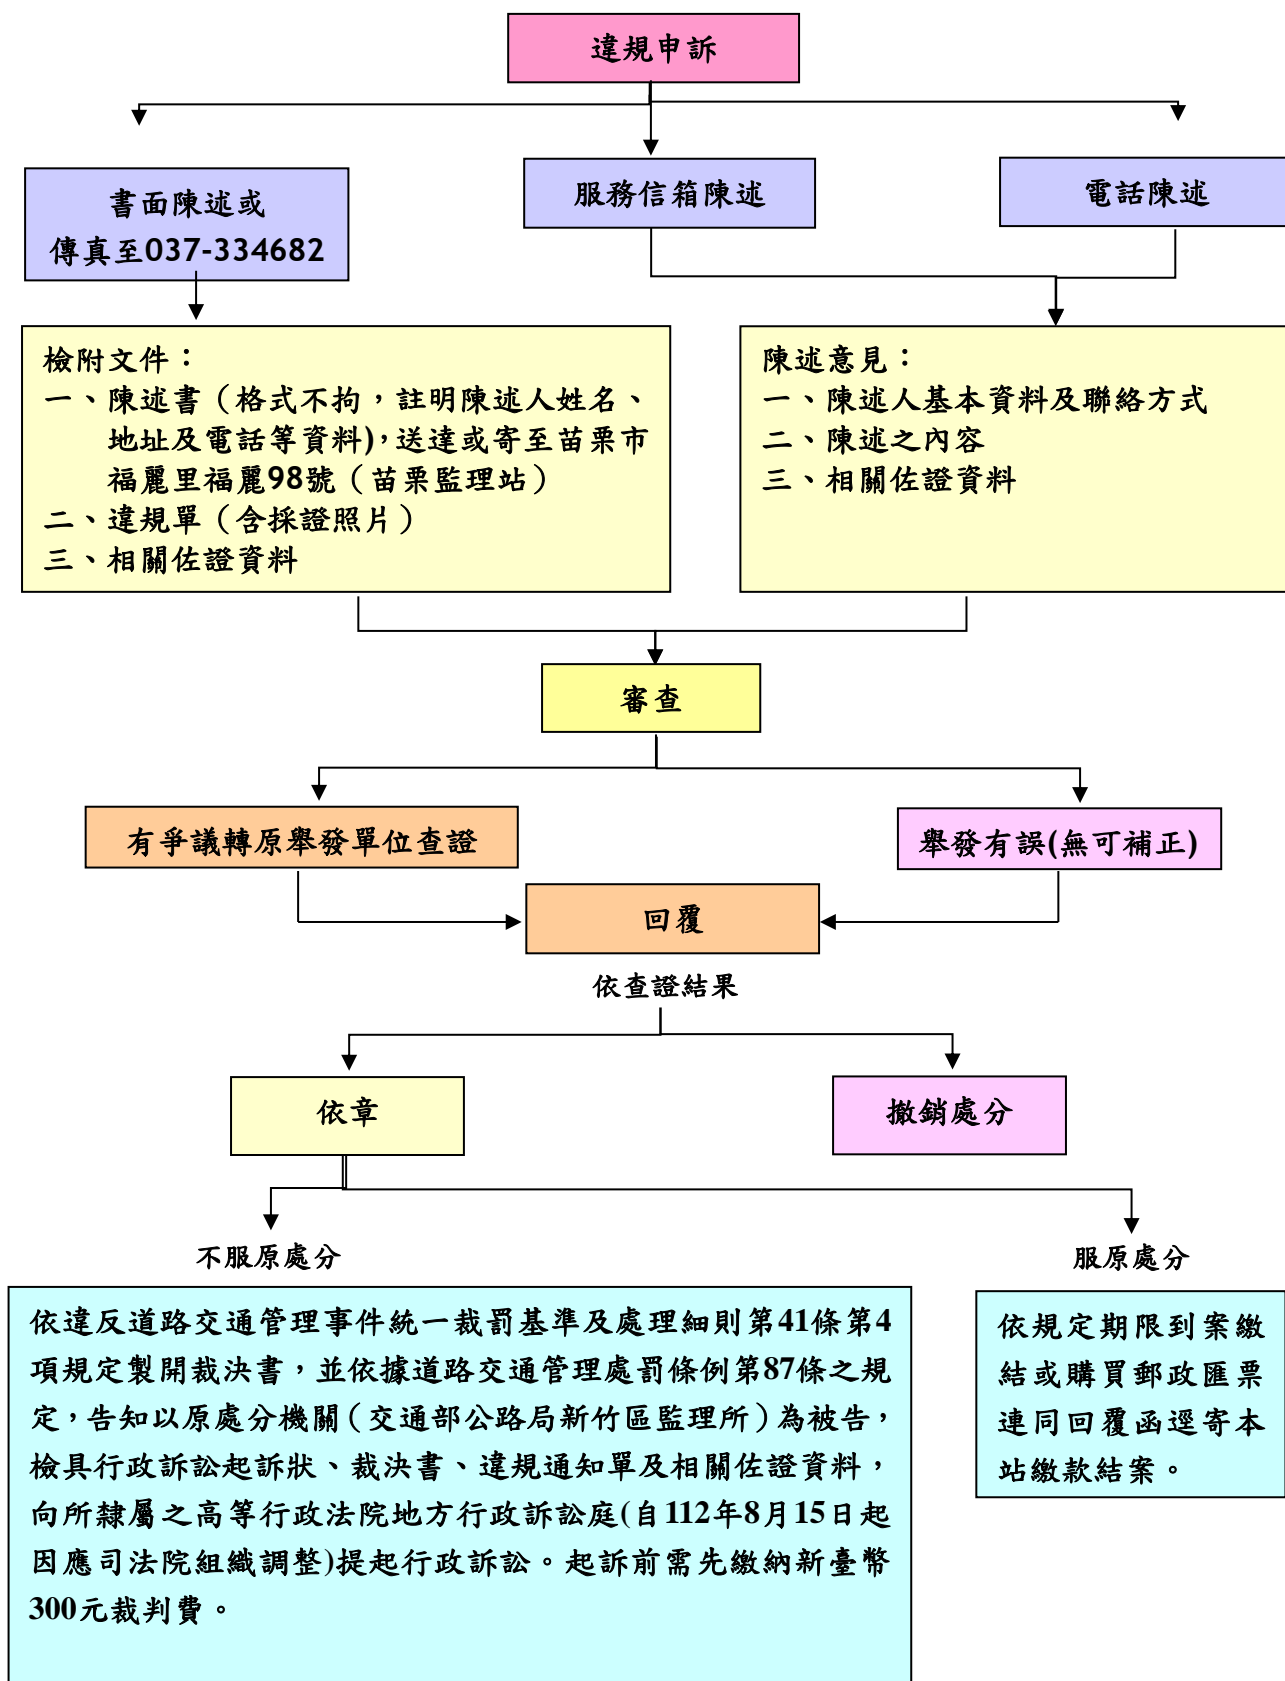 違規申訴
書面陳述或
傳真至037-334682
服務信箱陳述
電話陳述
檢附文件：
一、陳述書（格式不拘，註明陳述人姓名、
地址及電話等資料)，送達或寄至苗栗市
福麗里福麗98號（苗栗監理站）
二、違規單（含採證照片）
三、相關佐證資料
陳述意見：
一、陳述人基本資料及聯絡方式
二、陳述之內容
三、相關佐證資料
審查
有爭議轉原舉發單位查證
舉發有誤(無可補正)
回覆
依查證結果
依章
撤銷處分
不服原處分
服原處分
依違反道路交通管理事件統一裁罰基準及處理細則第41條第4
項規定製開裁決書，並依據道路交通管理處罰條例第87條之規
定，告知以原處分機關（交通部公路局新竹區監理所）為被告，
檢具行政訴訟起訴狀、裁決書、違規通知單及相關佐證資料，
向所隸屬之高等行政法院地方行政訴訟庭(自112年8月15日起
因應司法院組織調整)提起行政訴訟。起訴前需先繳納新臺幣
300元裁判費。
依規定期限到案繳
結或購買郵政匯票
連同回覆函逕寄本
站繳款結案。